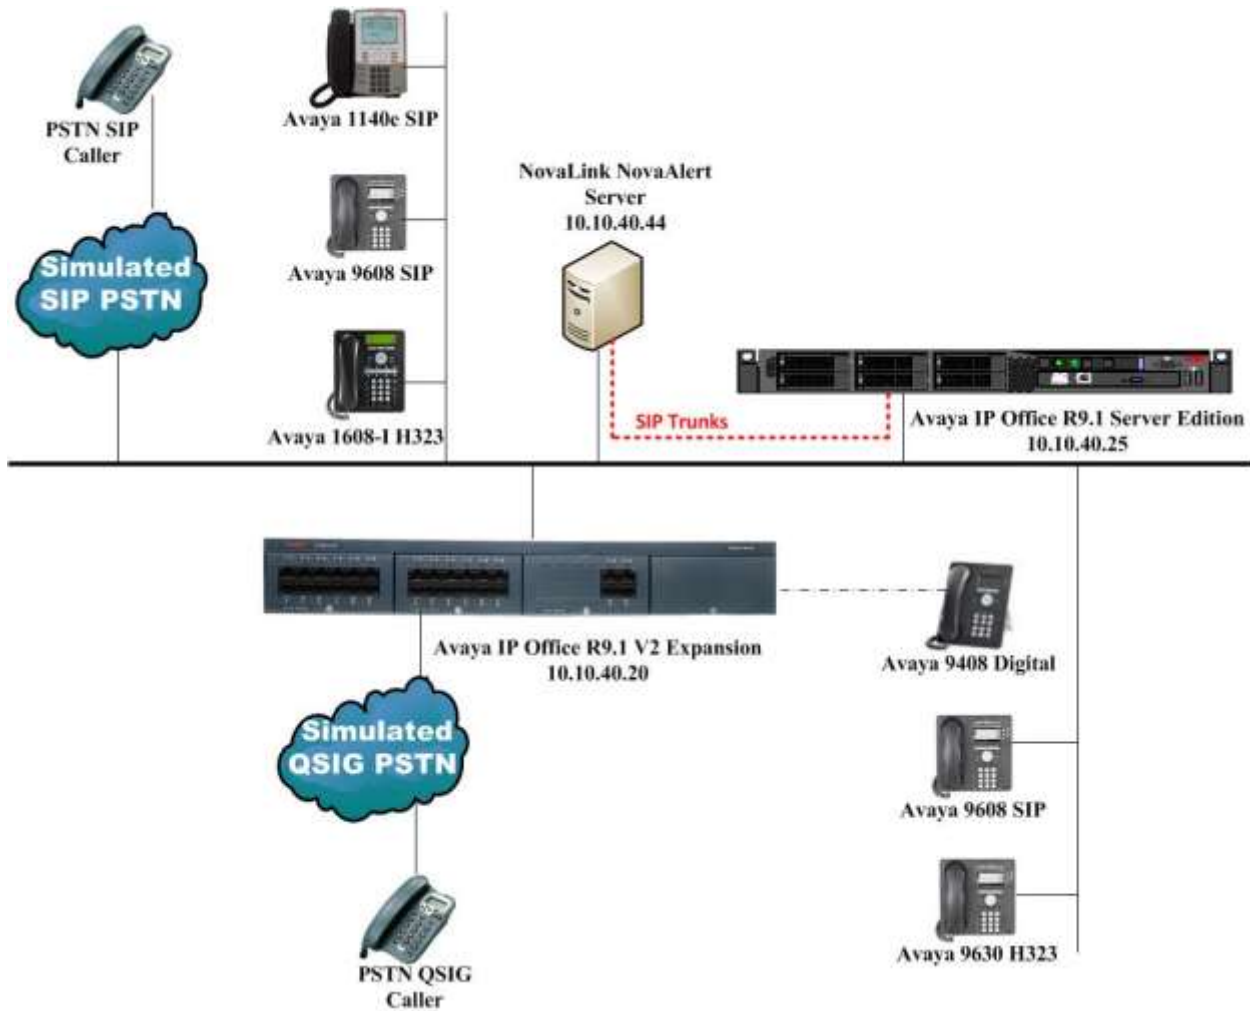 PSTN SIP
Caller
Simulated
SIP PSTN
Avaya 1140e SIP
Avaya 9608 SIP
Avaya 1608-I H323
NovaLink NovaAlert
Server
10.10.40.44
SIP Trunks
Avaya IP Office R9.1 Server Edition
10.10.40.25
Avaya IP Office R9.1 V2 Expansion
10.10.40.20
Simulated
QSIG PSTN
PSTN QSIG
Caller
Avaya 9408 Digital
Avaya 9608 SIP
Avaya 9630 H323